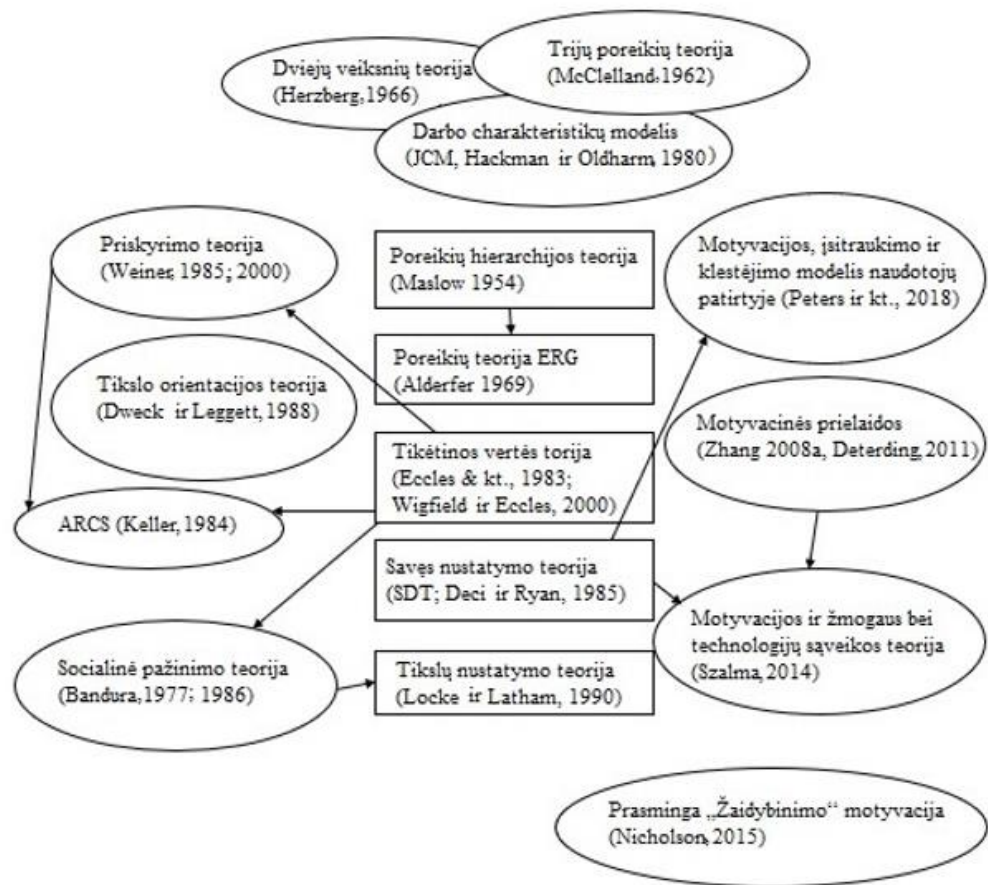 Dviejų veiksnių teorija
(Herzberg,1966)
Trijų poreikių teorija
(McClelland,1962)
Darbo charakteristikų modelis
(JCM, Hackman ir Oldharm, 1980)
Priskyrimo teorija
(Weiner, 1985; 2000)
Poreikių hierarchijos teorija
(Maslow 1954)
Motyvacijos, įsitraukimo ir
klestėjimo modelis naudotojų
patirtyje (Peters ir kt., 2018)
Tikslo orientacijos teorija
(Dweck ir Leggett, 1988)
Poreikių teorija ERG
(Alderfer 1969)
Motyvacinės prielaidos
(Zhang 2008a, Deterding,2011)
Tikėtinos vertės torija
(Eccles & kt., 1983;
Wigfield ir Eccles, 2000)
ARCS (Keller, 1984)
Savęs nustatymo teorija
(SDT; Deci ir Ryan, 1985)
Motyvacijos ir žmogaus bei
technologijų sąveikos teorija
(Szalma,2014)
Socialinė pažinimo teorija
(Bandura,1977; 1986)
Tikslų nustatymo teorija
(Locke ir Latham, 1990)
Prasminga „Žaidybinimo“ motyvacija
(Nicholson,2015)